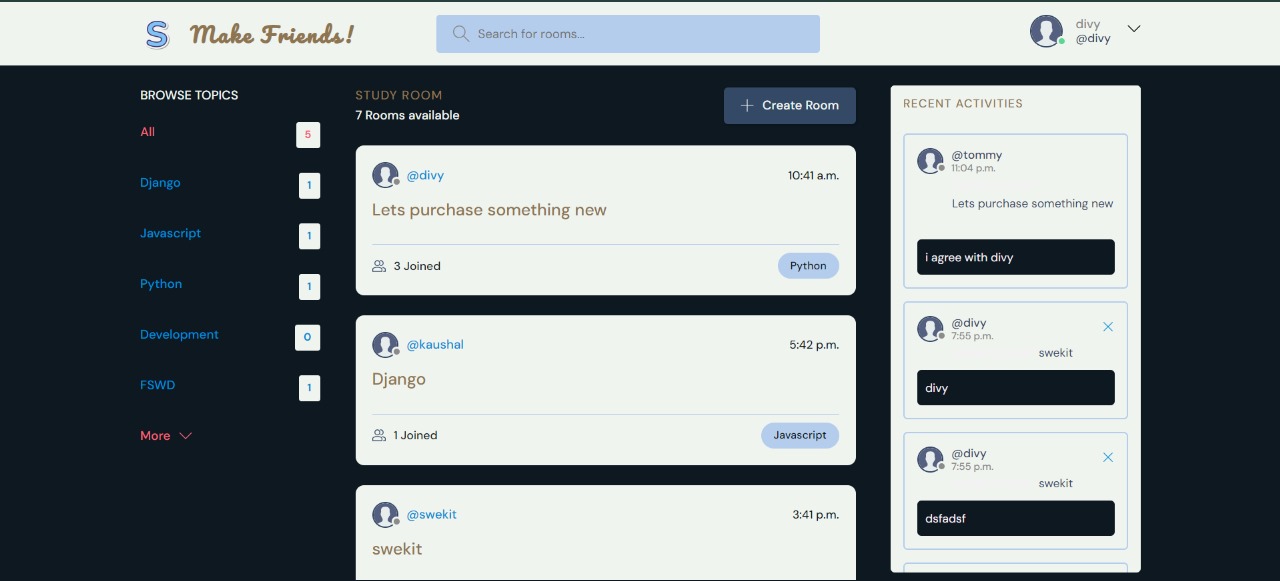 S Make Friends!
Search for rooms...
divy
@divy
BROWSE TOPICS
All 5
Django 1
Javascript 1
Python 1
Development 0
FSWD 1
More
STUDY ROOM
7 Rooms available
Create Room
@divy 10:41 a.m.
Lets purchase something new
3 Joined Python
@kaushal 5:42 p.m.
Django
1 Joined Javascript
@swekit 3:41 p.m.
swekit
RECENT ACTIVITIES
@tommy
11:04 p.m.
Lets purchase something new
i agree with divy
@divy
7:55 p.m.
swekit
divy
@divy
7:55 p.m.
swekit
dsfadsf